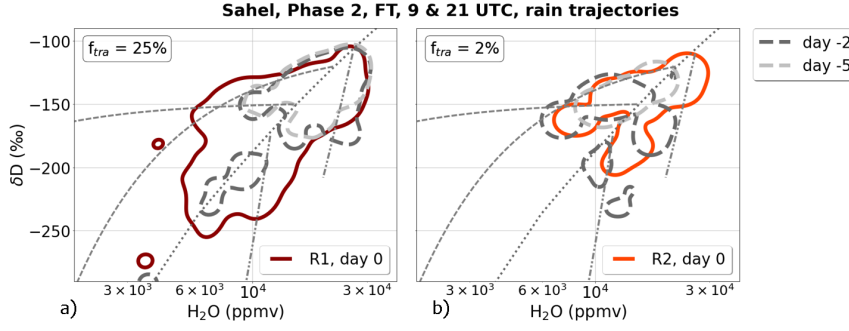 Sahel, Phase 2, FT, 9 & 21 UTC, rain trajectories
f_tra = 25%
f_tra = 2%
day -2
day -5
δD (‰)
−100
−150
−200
−250
R1, day 0
R2, day 0
3 × 10³ 6 × 10³ 10⁴ 3 × 10⁴
3 × 10³ 6 × 10³ 10⁴ 3 × 10⁴
a) H₂O (ppmv)
b) H₂O (ppmv)